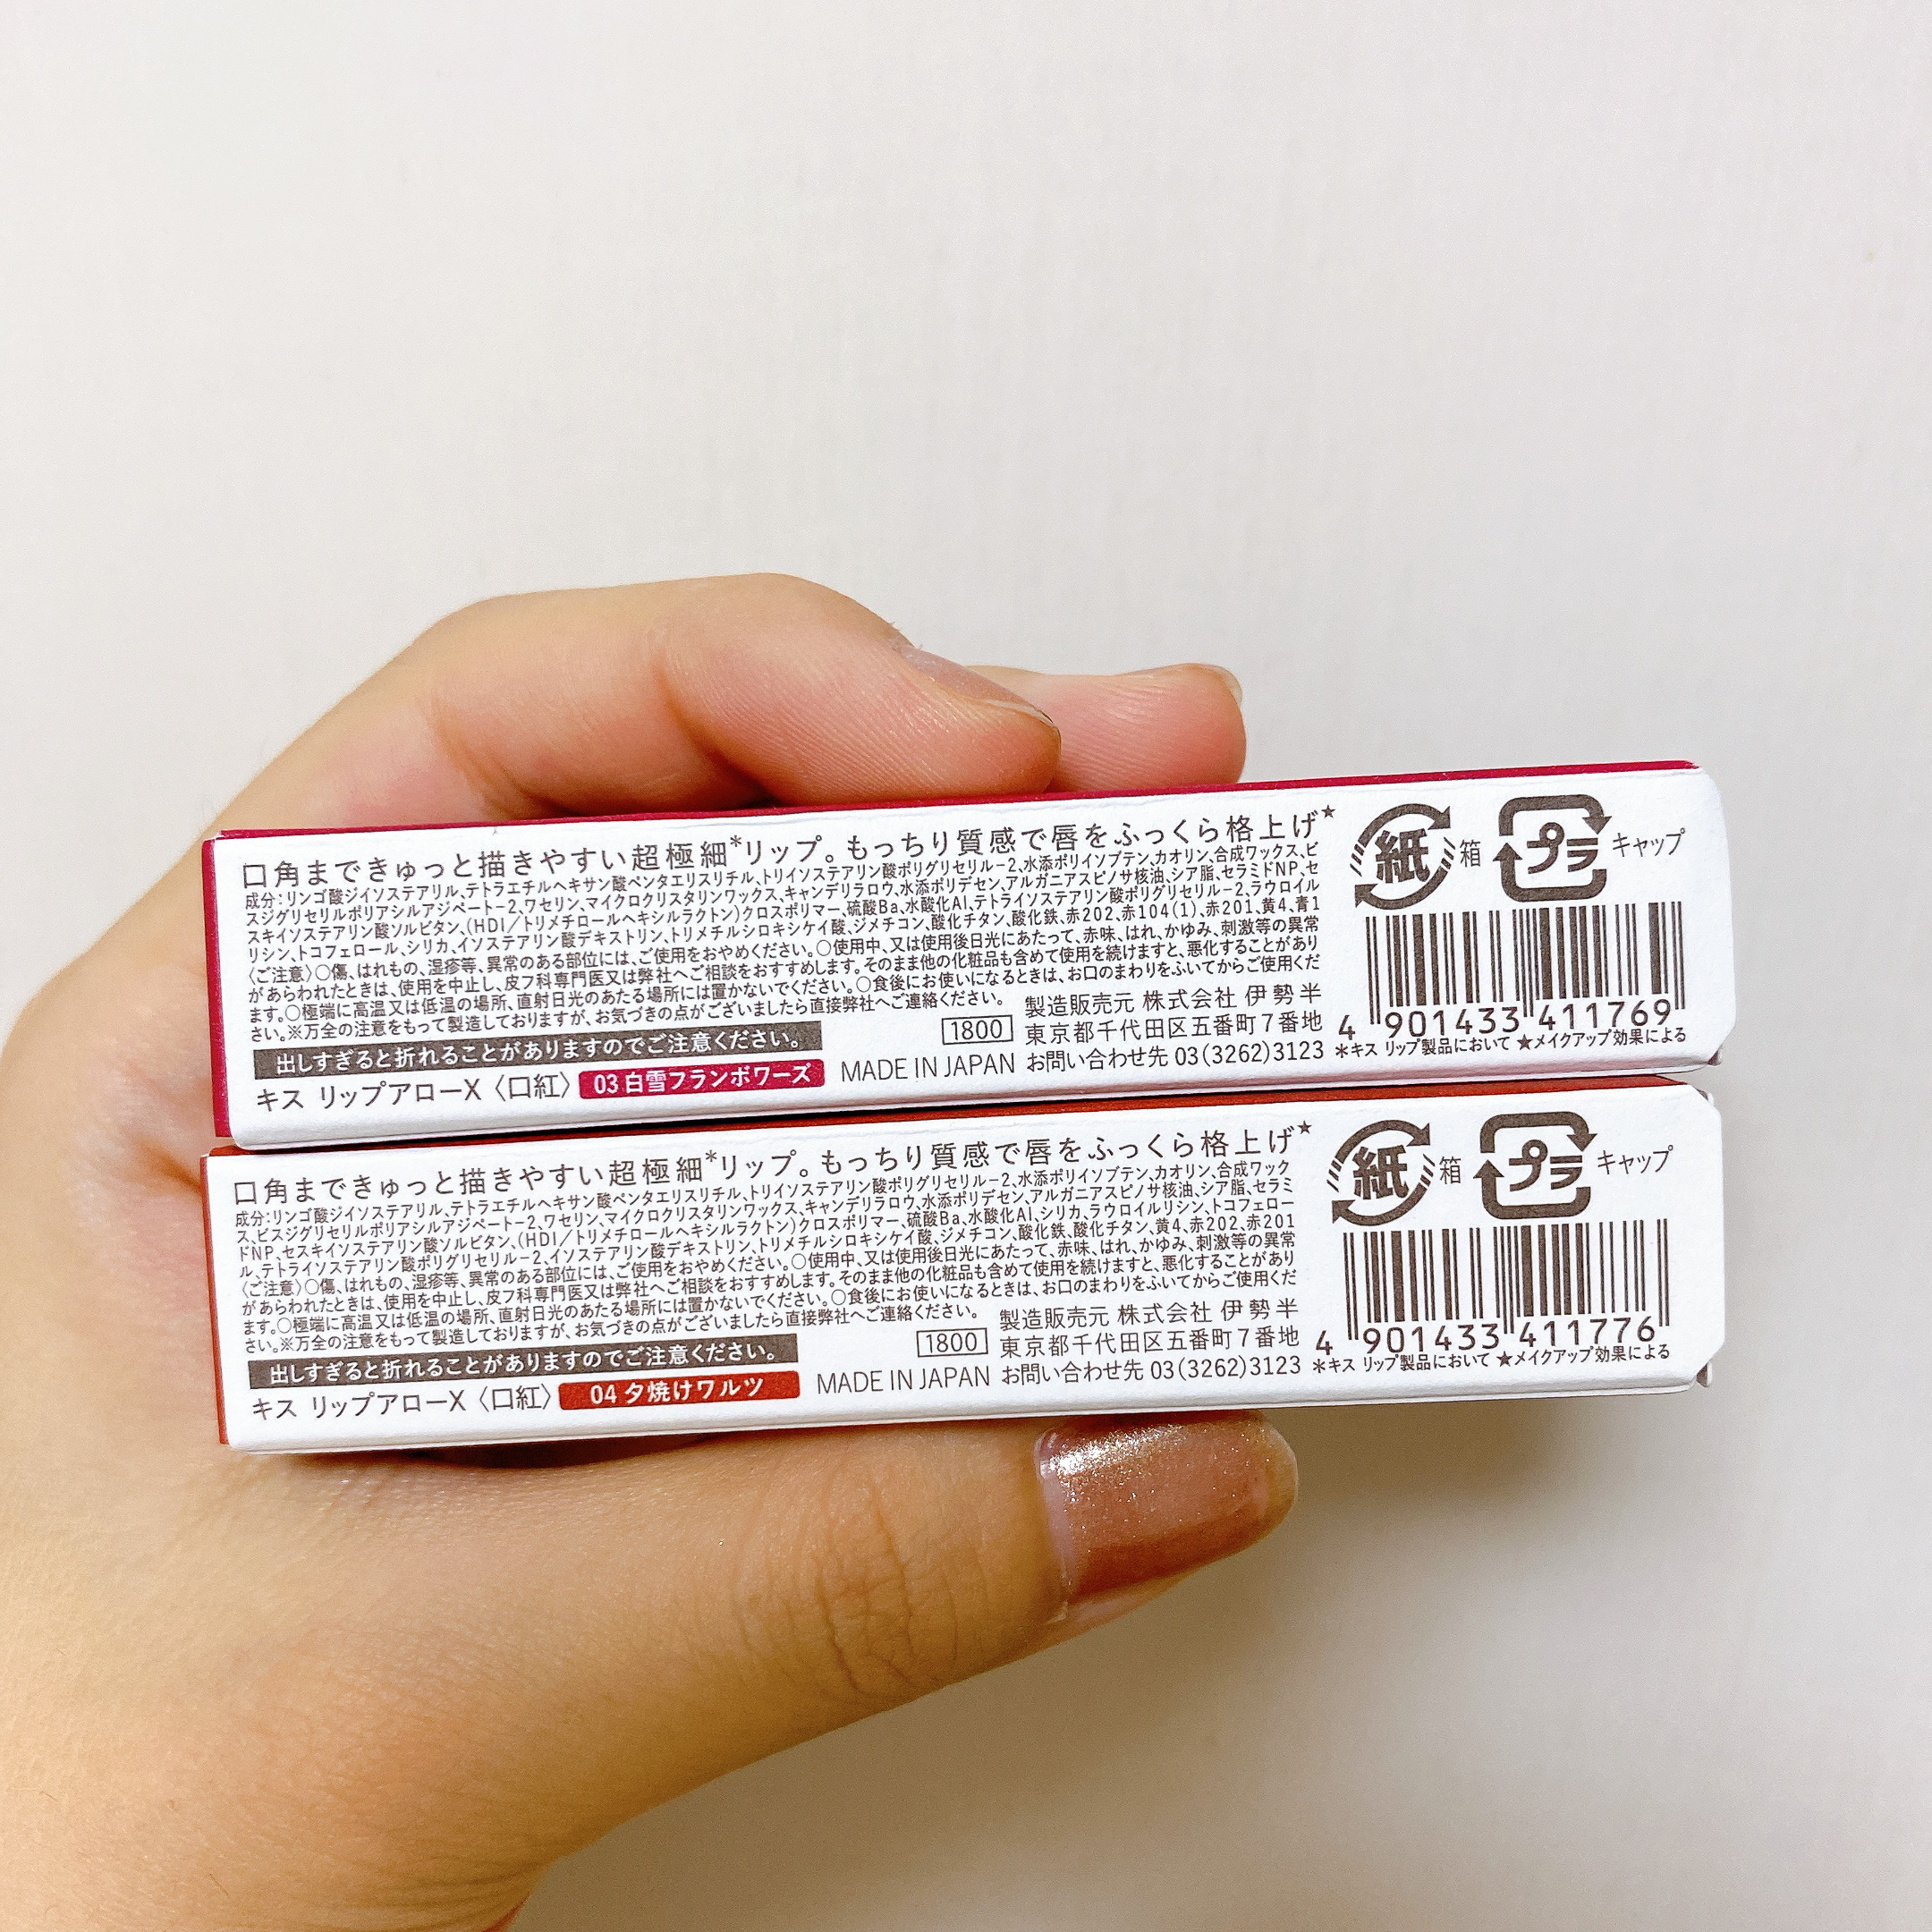 口角まできゅっと描きやすい超極細*リップ。もっちり質感で唇をふっくら格上げ★
成分:リンゴ酸ジイソステアリル、テトラエチルヘキサン酸ペンタエリスリチル、トリイソステアリン酸ポリグリセリル-2、水添ポリイソブテン、カオリン、合成ワックス、ビ
スジグリセリルポリアシルアジペート-2、ワセリン、マイクロクリスタリンワックス、キャンデリラロウ、水添ポリデセン、アルガニアスピノサ核油、シア脂、セラミドNP、セ
スキイソステアリン酸ソルビタン、(HDI/トリメチロールヘキシルラクトン)クロスポリマー、硫酸Ba、水酸化Al、テトライソステアリン酸ポリグリセリル-2、ラウロイル
リシン、トコフェロール、シリカ、イソステアリン酸デキストリン、トリメチルシロキシケイ酸、ジメチコン、酸化チタン、酸化鉄、赤202、赤104(1)、赤201、黄4、青1
〈ご注意〉○傷、はれもの、湿疹等、異常のある部位には、ご使用をおやめください。○使用中、又は使用後日光にあたって、赤味、はれ、かゆみ、刺激等の異常
があらわれたときは、使用を中止し、皮フ科専門医又は弊社へご相談をおすすめします。そのまま他の化粧品も含めて使用を続けますと、悪化することがあり
ます。○極端に高温又は低温の場所、直射日光のあたる場所には置かないでください。○食後にお使いになるときは、お口のまわりをふいてからご使用くだ
さい。※万全の注意をもって製造しておりますが、お気づきの点がございましたら直接弊社へご連絡ください。
出しすぎると折れることがありますのでご注意ください。
キス リップアローX〈口紅〉 03 白雪フランボワーズ
1800
MADE IN JAPAN
製造販売元 株式会社 伊勢半
東京都千代田区五番町7番地
お問い合わせ先 03(3262)3123
紙 箱 プラ キャップ
4 901433 411769
*キス リップ製品において ★メイクアップ効果による
口角まできゅっと描きやすい超極細*リップ。もっちり質感で唇をふっくら格上げ★
成分:リンゴ酸ジイソステアリル、テトラエチルヘキサン酸ペンタエリスリチル、トリイソステアリン酸ポリグリセリル-2、水添ポリイソブテン、カオリン、合成ワック
ス、ビスジグリセリルポリアシルアジペート-2、ワセリン、マイクロクリスタリンワックス、キャンデリラロウ、水添ポリデセン、アルガニアスピノサ核油、シア脂、セラミ
ドNP、セスキイソステアリン酸ソルビタン、(HDI/トリメチロールヘキシルラクトン)クロスポリマー、硫酸Ba、水酸化Al、シリカ、ラウロイルリシン、トコフェロー
ル、テトライソステアリン酸ポリグリセリル-2、イソステアリン酸デキストリン、トリメチルシロキシケイ酸、ジメチコン、酸化鉄、酸化チタン、黄4、赤202、赤201
〈ご注意〉○傷、はれもの、湿疹等、異常のある部位には、ご使用をおやめください。○使用中、又は使用後日光にあたって、赤味、はれ、かゆみ、刺激等の異常
があらわれたときは、使用を中止し、皮フ科専門医又は弊社へご相談をおすすめします。そのまま他の化粧品も含めて使用を続けますと、悪化することがあり
ます。○極端に高温又は低温の場所、直射日光のあたる場所には置かないでください。○食後にお使いになるときは、お口のまわりをふいてからご使用くだ
さい。※万全の注意をもって製造しておりますが、お気づきの点がございましたら直接弊社へご連絡ください。
出しすぎると折れることがありますのでご注意ください。
キス リップアローX〈口紅〉 04 夕焼けワルツ
1800
MADE IN JAPAN
製造販売元 株式会社 伊勢半
東京都千代田区五番町7番地
お問い合わせ先 03(3262)3123
紙 箱 プラ キャップ
4 901433 411776
*キス リップ製品において ★メイクアップ効果による